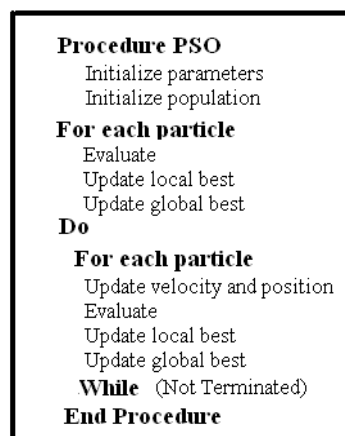 Procedure PSO
Initialize parameters
Initialize population
For each particle
Evaluate
Update local best
Update global best
Do
For each particle
Update velocity and position
Evaluate
Update local best
Update global best
While (Not Terminated)
End Procedure